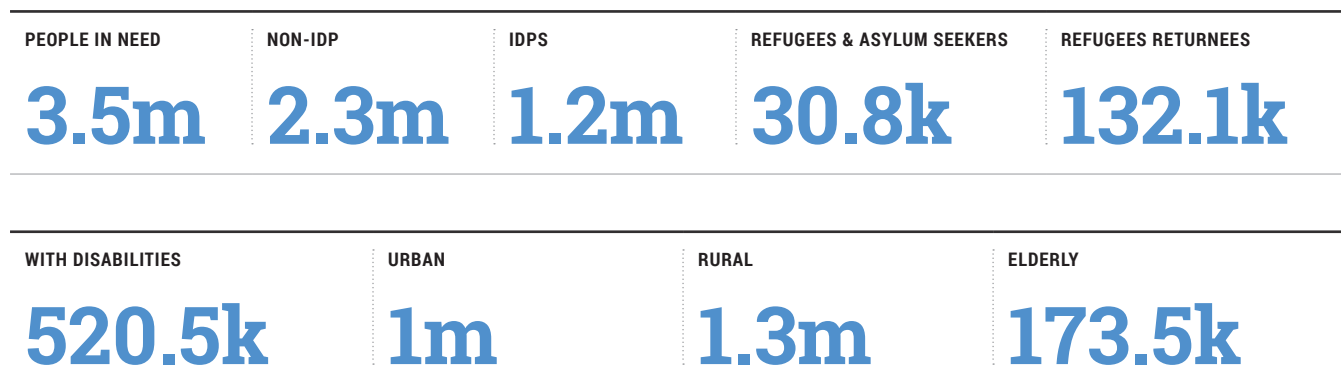 PEOPLE IN NEED NON-IDP IDPS REFUGEES & ASYLUM SEEKERS REFUGEES RETURNEES
3.5m 2.3m 1.2m 30.8k 132.1k
WITH DISABILITIES URBAN RURAL ELDERLY
520.5k 1m 1.3m 173.5k